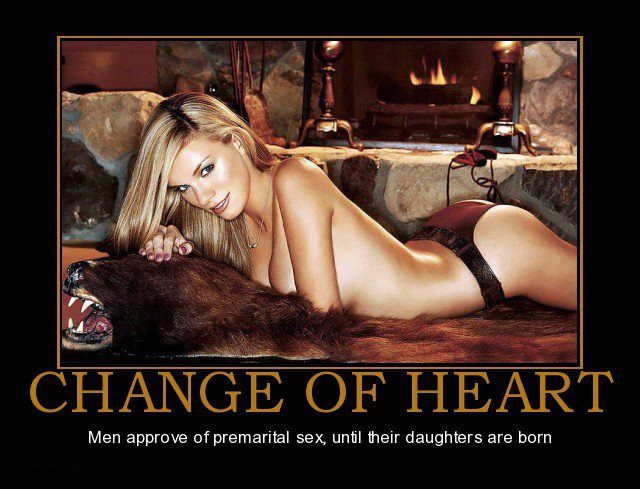 CHANGE OF HEART
Men approve of premarital sex, until their daughters are born